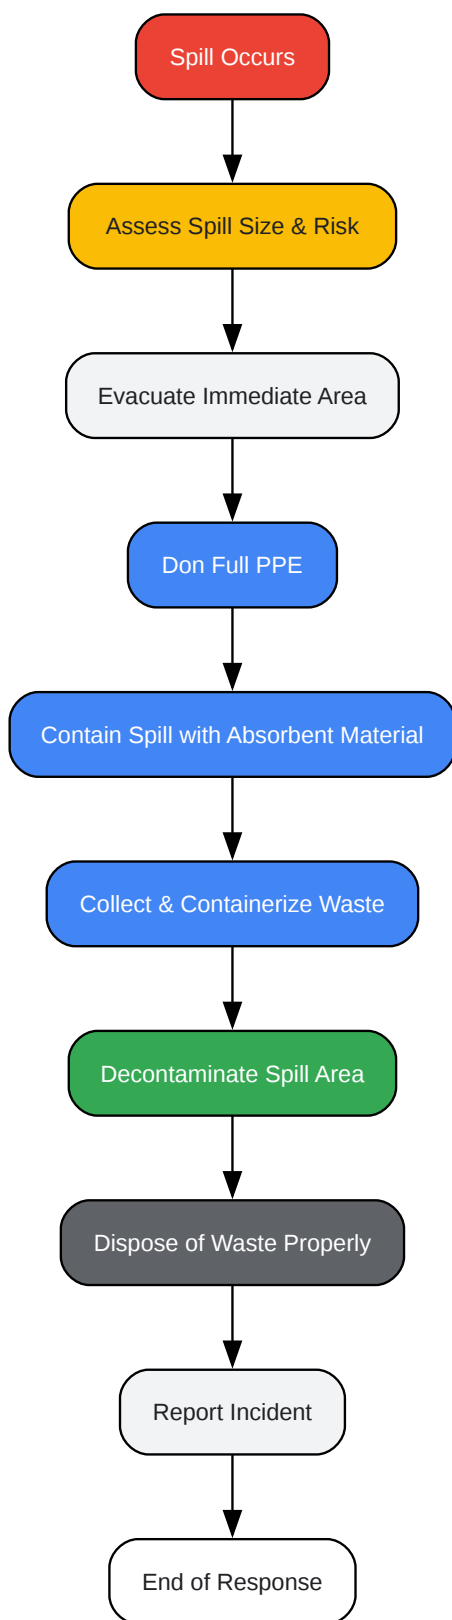 Spill Occurs
Assess Spill Size & Risk
Evacuate Immediate Area
Don Full PPE
Contain Spill with Absorbent Material
Collect & Containerize Waste
Decontaminate Spill Area
Dispose of Waste Properly
Report Incident
End of Response